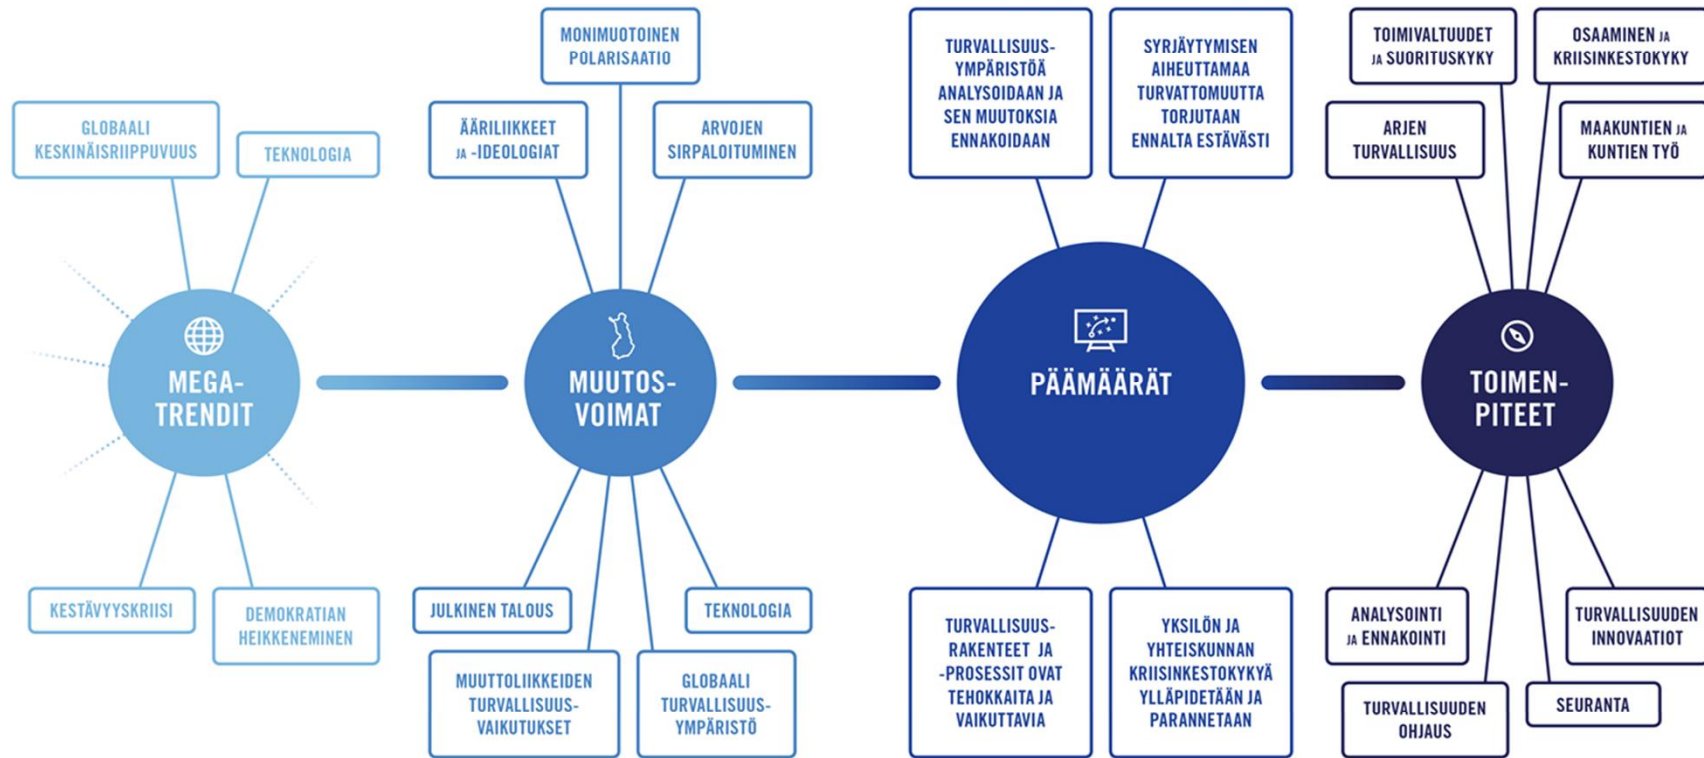 GLOBAALI
KESKINÄISRIIPPUVUUS
TEKNOLOGIA
MEGA-
TRENDIT
KESTÄVYYSKRIISI
DEMOKRATIAN
HEIKKENEMINEN
MONIMUOTOINEN
POLARISAATIO
ÄÄRILIIKKEET
JA -IDEOLOGIAT
ARVOJEN
SIRPALOITUMINEN
MUUTOS-
VOIMAT
JULKINEN TALOUS
TEKNOLOGIA
MUUTTOLIIKKEIDEN
TURVALLISUUS-
VAIKUTUKSET
GLOBAALI
TURVALLISUUS-
YMPÄRISTÖ
TURVALLISUUS-
YMPÄRISTÖÄ
ANALYSOIDAAN JA
SEN MUUTOKSIA
ENNAKOIDAAN
SYRJÄYTYMISEN
AIHEUTTAMAA
TURVATTOMUUTTA
TORJUTAAN
ENNALTA ESTÄVÄSTI
PÄÄMÄÄRÄT
TURVALLISUUS-
RAKENTEET JA
-PROSESSIT OVAT
TEHOKKAITA JA
VAIKUTTAVIA
YKSILÖN JA
YHTEISKUNNAN
KRIISINKESTOKYKYÄ
YLLÄPIDETÄÄN JA
PARANNETAAN
TOIMIVALTUUDET
JA SUORITUSKYKY
OSAAMINEN JA
KRIISINKESTOKYKY
ARJEN
TURVALLISUUS
MAAKUNTIEN JA
KUNTIEN TYÖ
TOIMEN-
PITEET
ANALYSOINTI
JA ENNAKOINTI
TURVALLISUUDEN
INNOVAATIOT
TURVALLISUUDEN
OHJAUS
SEURANTA